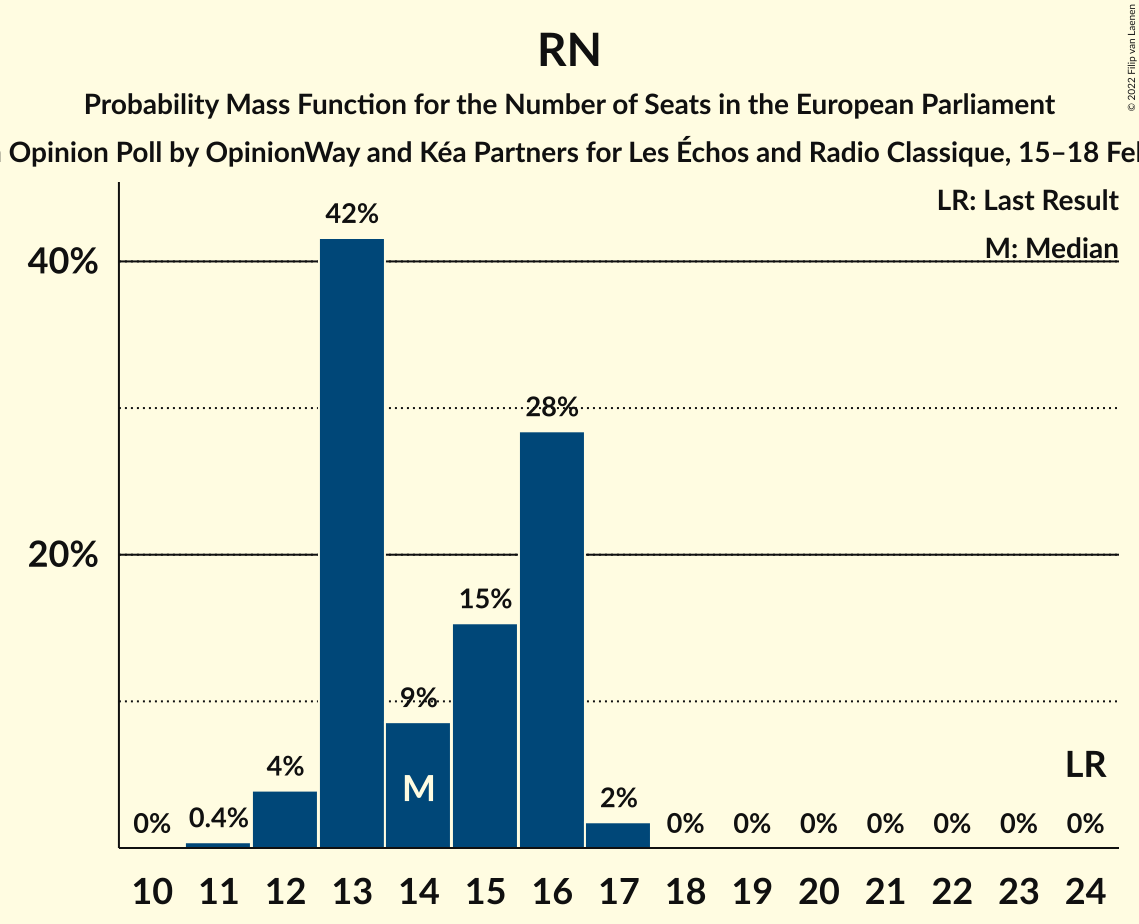 RN
Probability Mass Function for the Number of Seats in the European Parliament
Opinion Poll by OpinionWay and Kéa Partners for Les Échos and Radio Classique, 15–18
© 2022 Filip van Laenen
LR: Last Result
M: Median
40%
20%
42%
28%
15%
9%
M
4%
2%
LR
0%
0.4%
0%
0%
0%
0%
0%
0%
0%
10 11 12 13 14 15 16 17 18 19 20 21 22 23 24